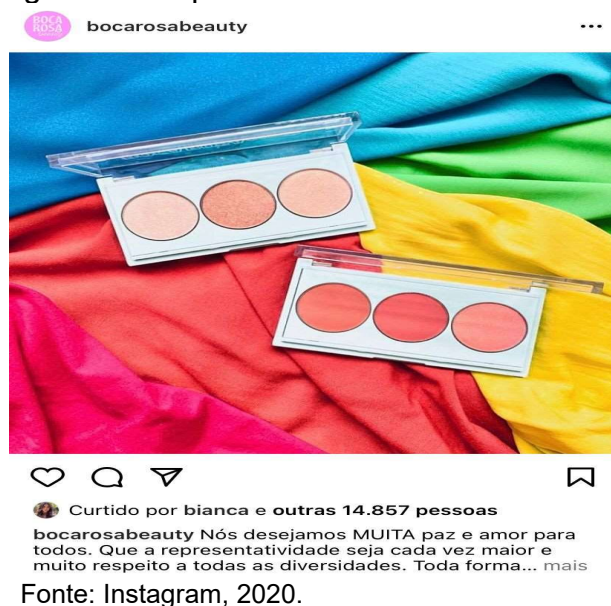 BOCA
ROSA
bocarosabeauty
Curtido por bianca e outras 14.857 pessoas
bocarosabeauty Nós desejamos MUITA paz e amor para
todos. Que a representatividade seja cada vez maior e
muito respeito a todas as diversidades. Toda forma... mais
Fonte: Instagram, 2020.